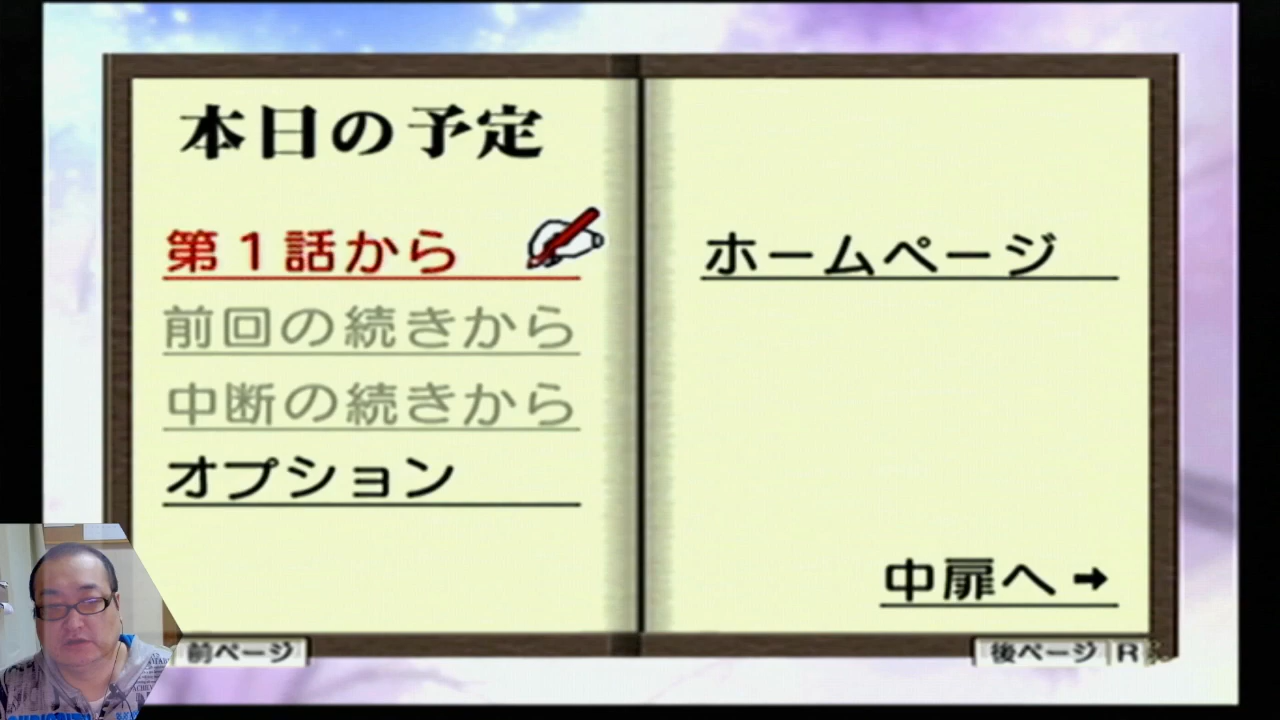 本日の予定
第１話から
前回の続きから
中断の続きから
オプション
ホームページ
中扉へ➡
前ページ
後ページ R